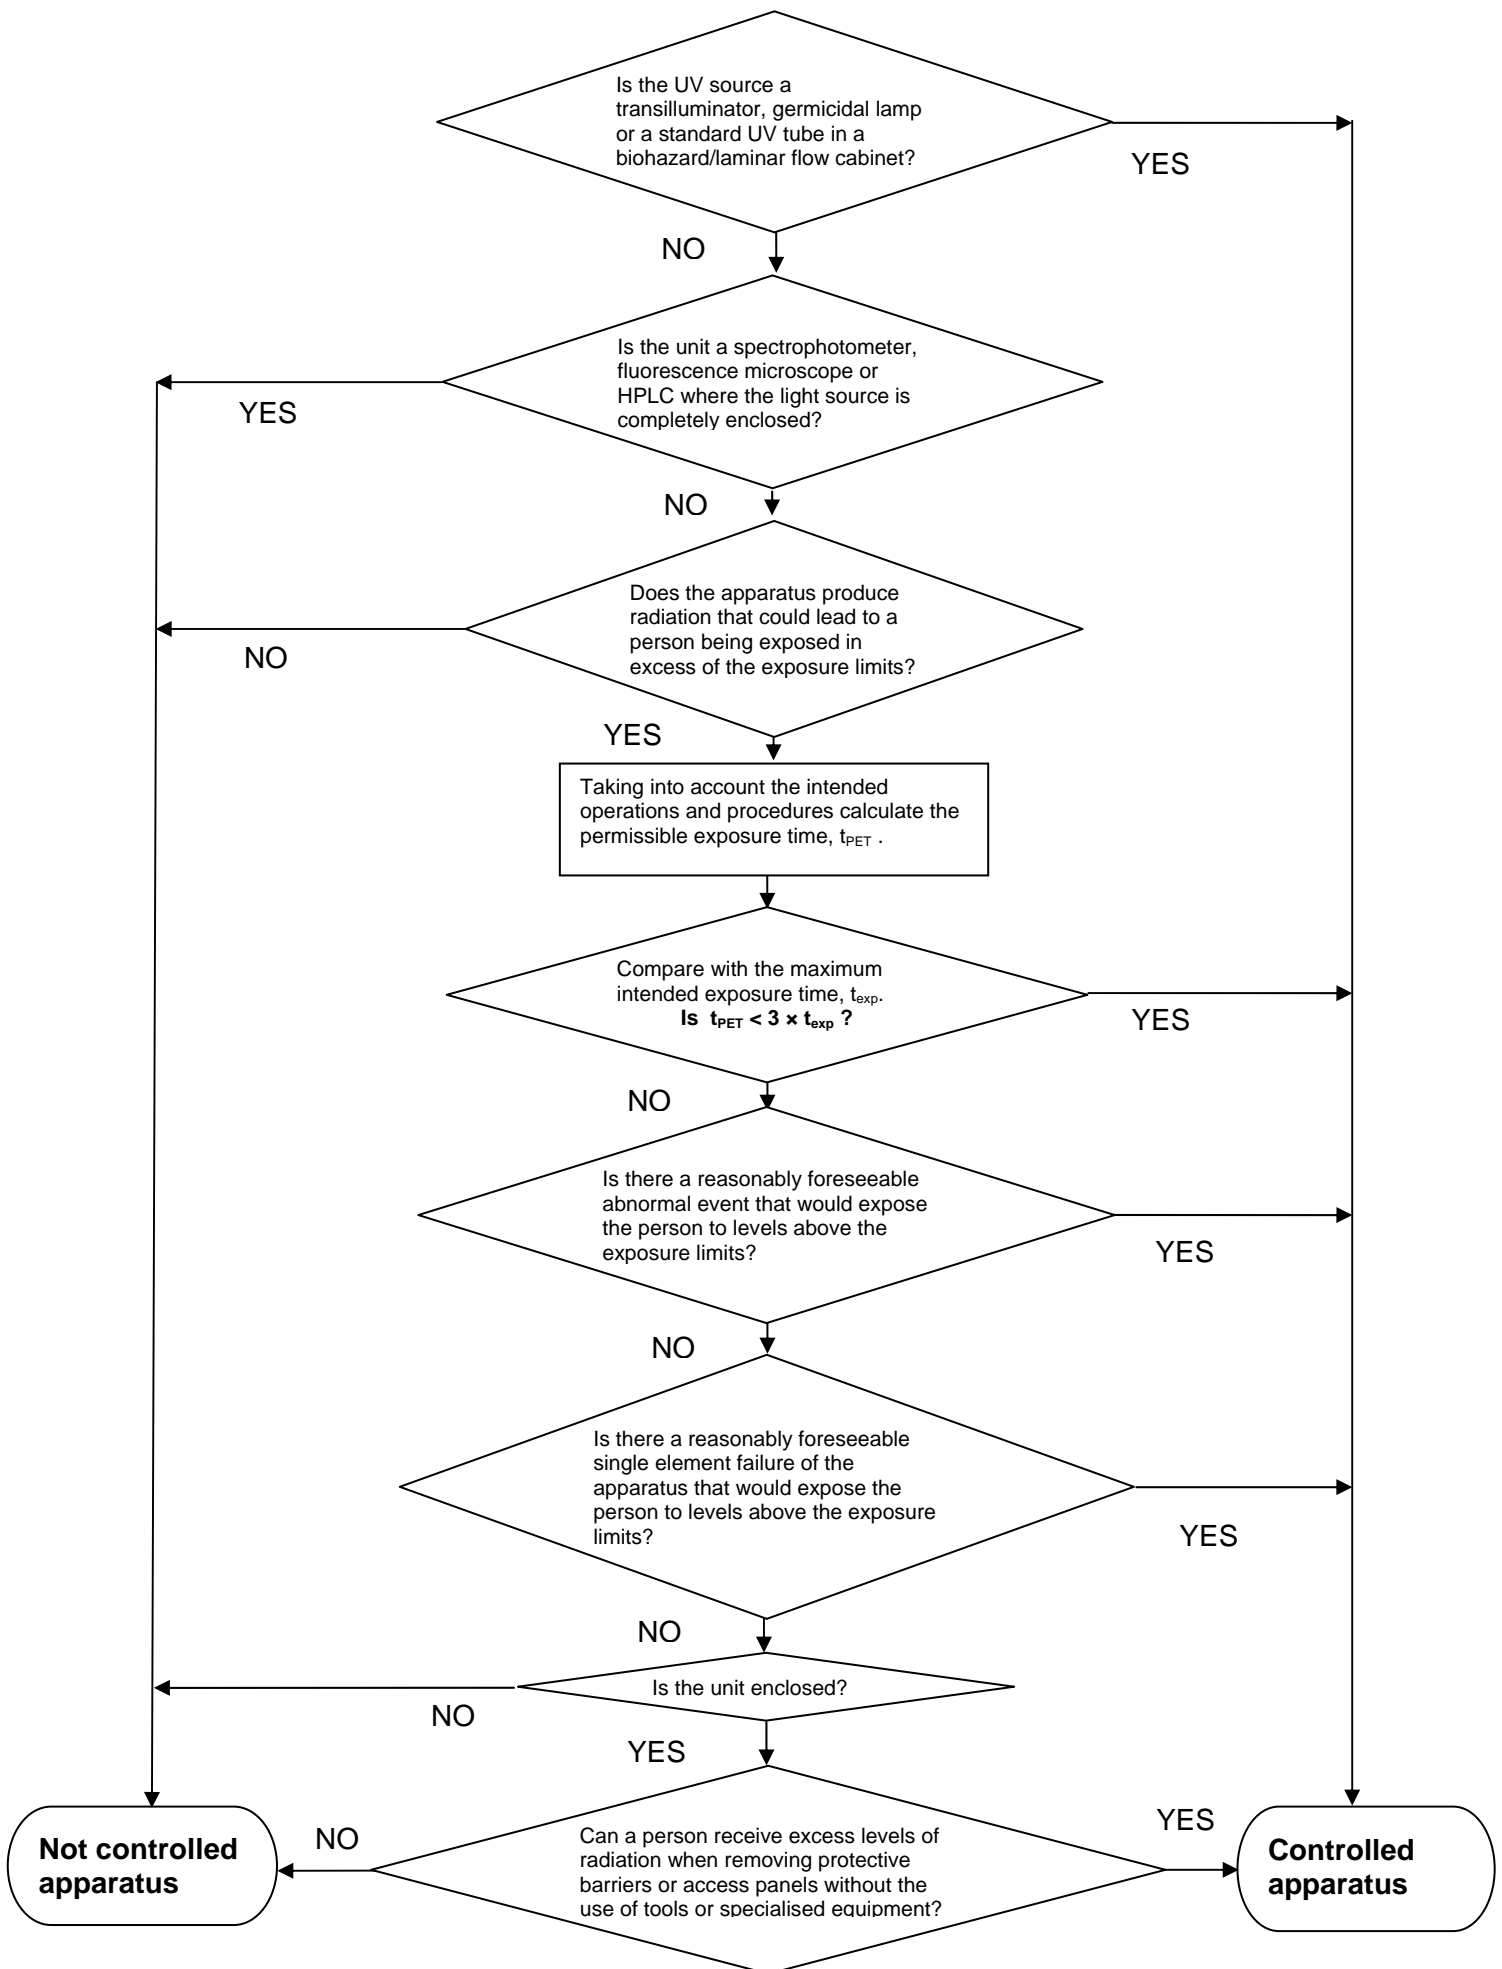 Is the UV source a
transilluminator, germicidal lamp
or a standard UV tube in a
biohazard/laminar flow cabinet?
YES
NO
Is the unit a spectrophotometer,
fluorescence microscope or
HPLC where the light source is
completely enclosed?
YES
NO
Does the apparatus produce
radiation that could lead to a
person being exposed in
excess of the exposure limits?
NO
YES
Taking into account the intended
operations and procedures calculate the
permissible exposure time, tPET .
Compare with the maximum
intended exposure time, texp.
Is tPET < 3 × texp ?
YES
NO
Is there a reasonably foreseeable
abnormal event that would expose
the person to levels above the
exposure limits?
YES
NO
Is there a reasonably foreseeable
single element failure of the
apparatus that would expose the
person to levels above the exposure
limits?
YES
NO
Is the unit enclosed?
NO
YES
Can a person receive excess levels of
radiation when removing protective
barriers or access panels without the
use of tools or specialised equipment?
NO
YES
Not controlled
apparatus
Controlled
apparatus